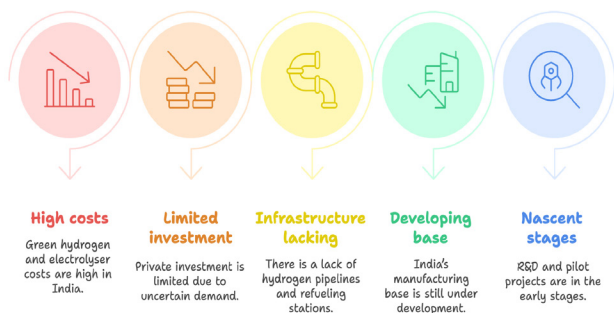 High costs
Green hydrogen
and electrolyser
costs are high in
India.
Limited
investment
Private investment is
limited due to
uncertain demand.
Infrastructure
lacking
There is a lack of
hydrogen pipelines
and refueling
stations.
Developing
base
India's
manufacturing
base is still under
development.
Nascent
stages
R&D and pilot
projects are in the
early stages.